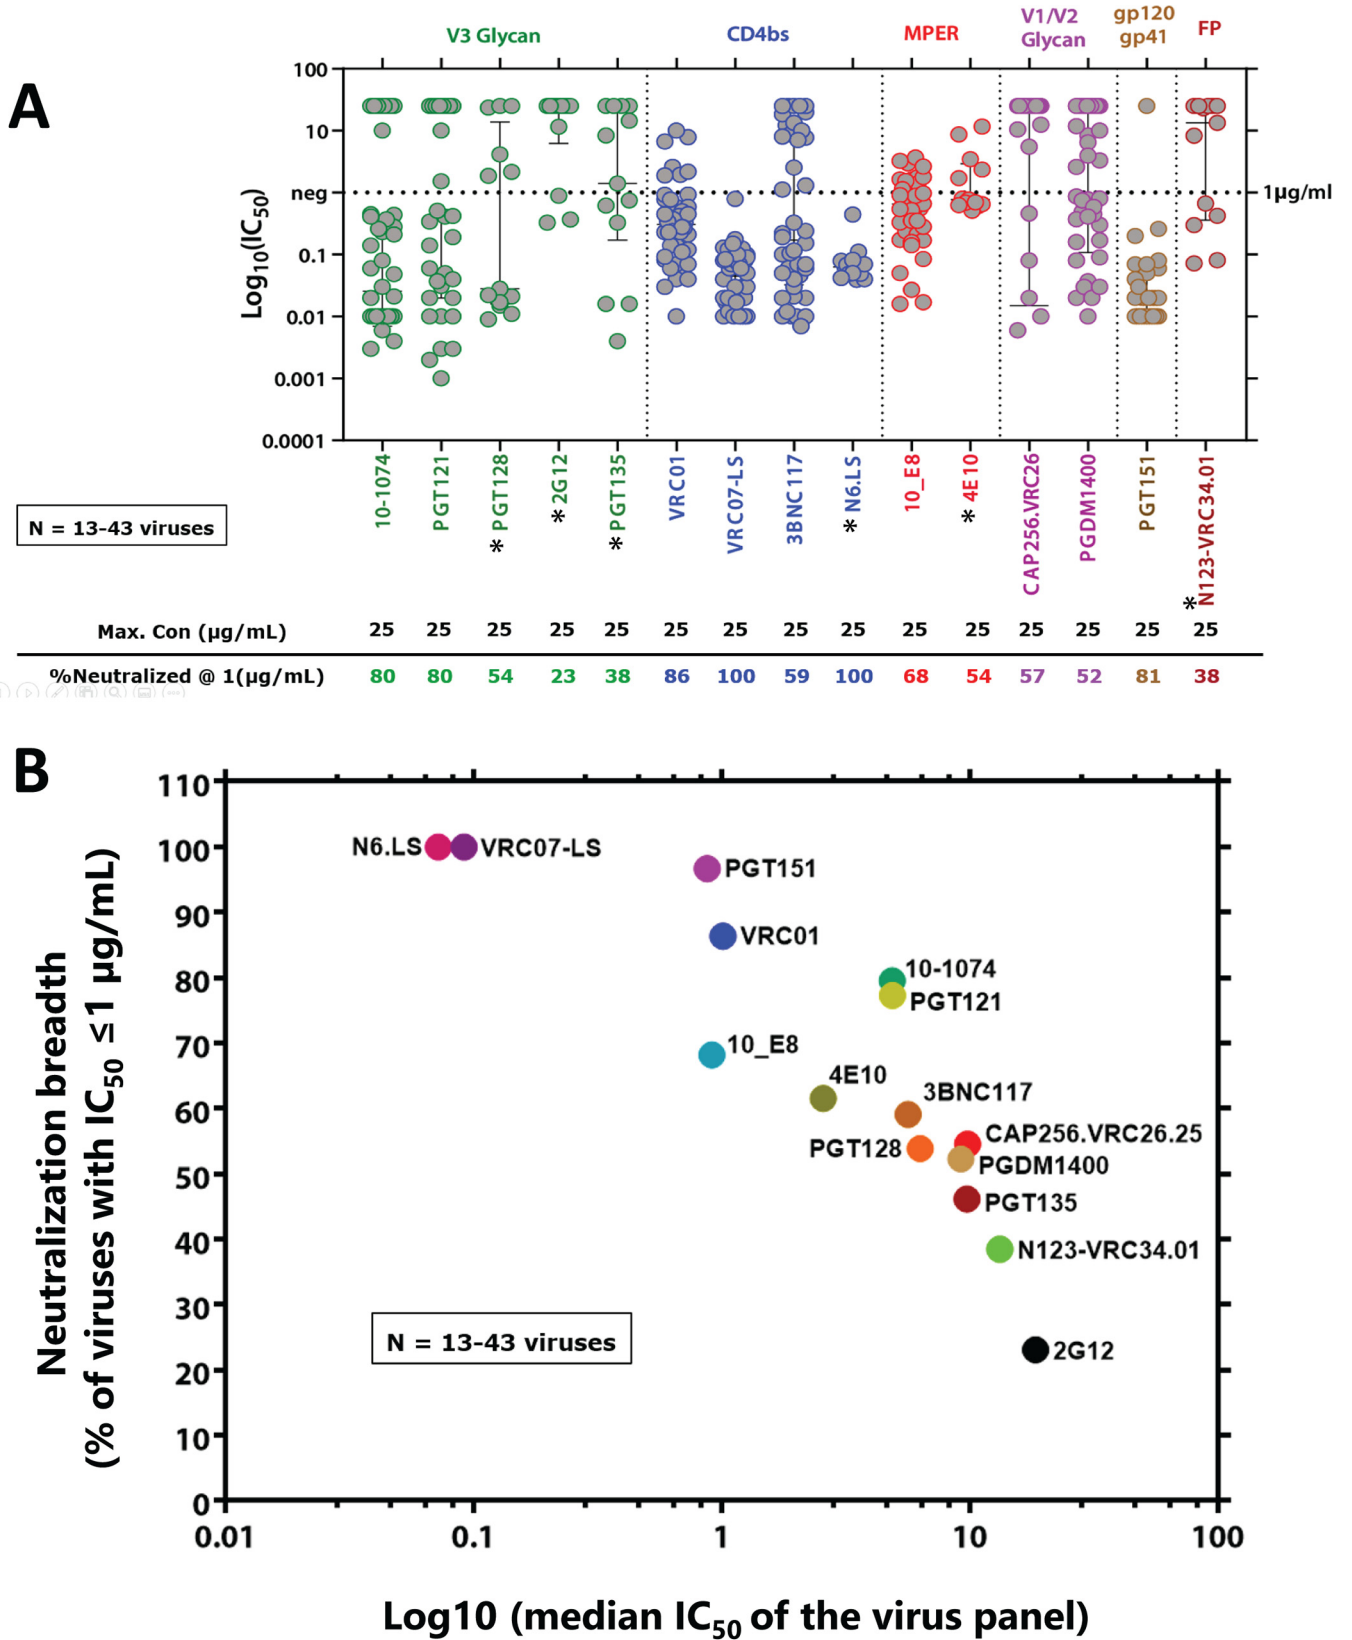 A
V3 Glycan
CD4bs
MPER
V1/V2
Glycan
gp120
gp41
FP
Log10(IC50)
100
10
neg
0.1
0.01
0.001
0.0001
1µg/ml
10-1074
PGT121
* PGT128
* 2G12
* PGT135
VRC01
VRC07-LS
3BNC117
* N6.LS
10_E8
* 4E10
CAP256.VRC26
PGDM1400
PGT151
* N123-VRC34.01
N = 13-43 viruses
Max. Con (µg/mL) 25 25 25 25 25 25 25 25 25 25 25 25 25 25 25
%Neutralized @ 1(µg/mL) 80 80 54 23 38 86 100 59 100 68 54 57 52 81 38
B
Neutralization breadth
(% of viruses with IC50 ≤1 µg/mL)
110
100
90
80
70
60
50
40
30
20
10
0
N6.LS
VRC07-LS
PGT151
VRC01
10-1074
PGT121
10_E8
4E10
3BNC117
PGT128
CAP256.VRC26.25
PGDM1400
PGT135
N123-VRC34.01
2G12
N = 13-43 viruses
0.01 0.1 1 10 100
Log10 (median IC50 of the virus panel)